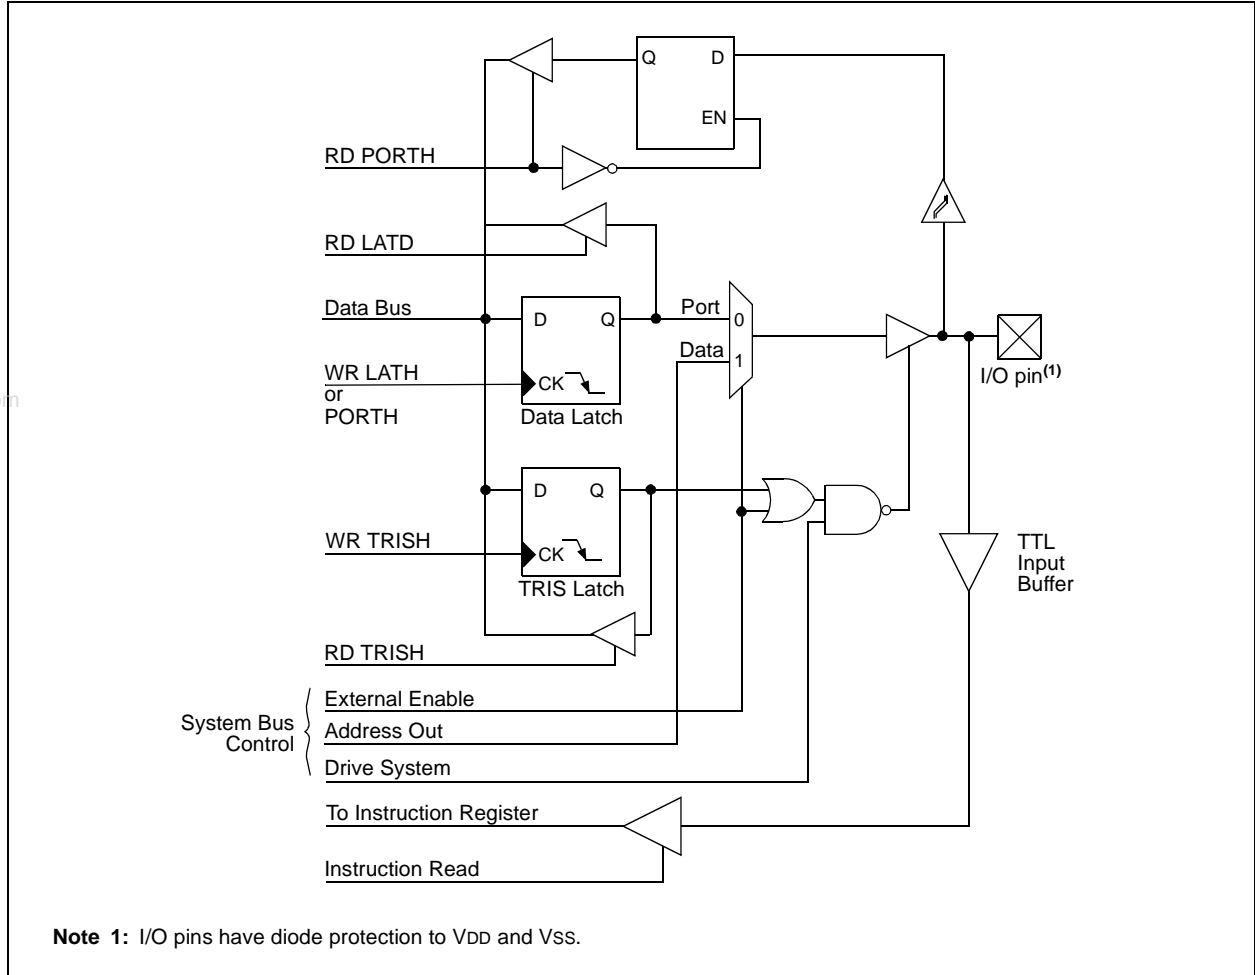 Q D
EN
RD PORTH
RD LATD
Data Bus
D Q
Port
0
Data
1
WR LATH
or
PORTH
CK
Data Latch
I/O pin(1)
D Q
WR TRISH
CK
TRIS Latch
TTL
Input
Buffer
RD TRISH
System Bus
Control
External Enable
Address Out
Drive System
To Instruction Register
Instruction Read
Note 1: I/O pins have diode protection to VDD and VSS.
om